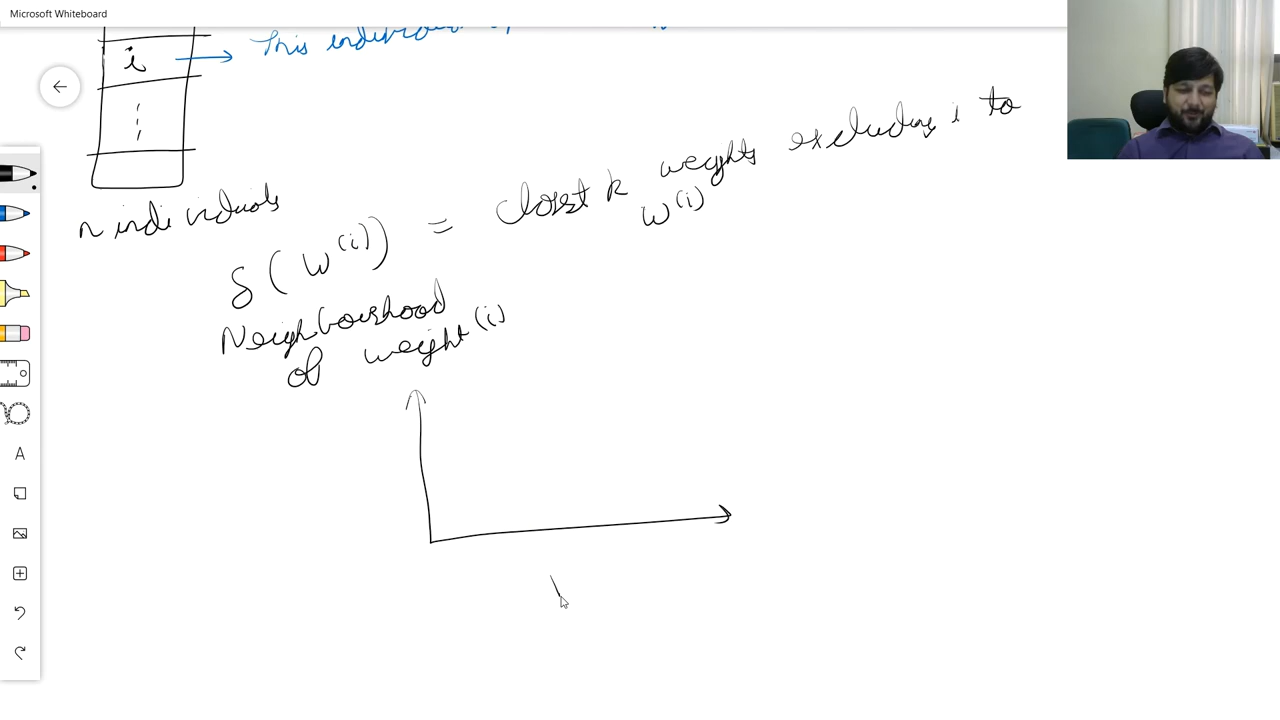 Microsoft Whiteboard
This individual
i
n individuals
δ(w^(i)) = closest k weights excluding i to w^(i)
Neighbourhood
of weight(i)
A